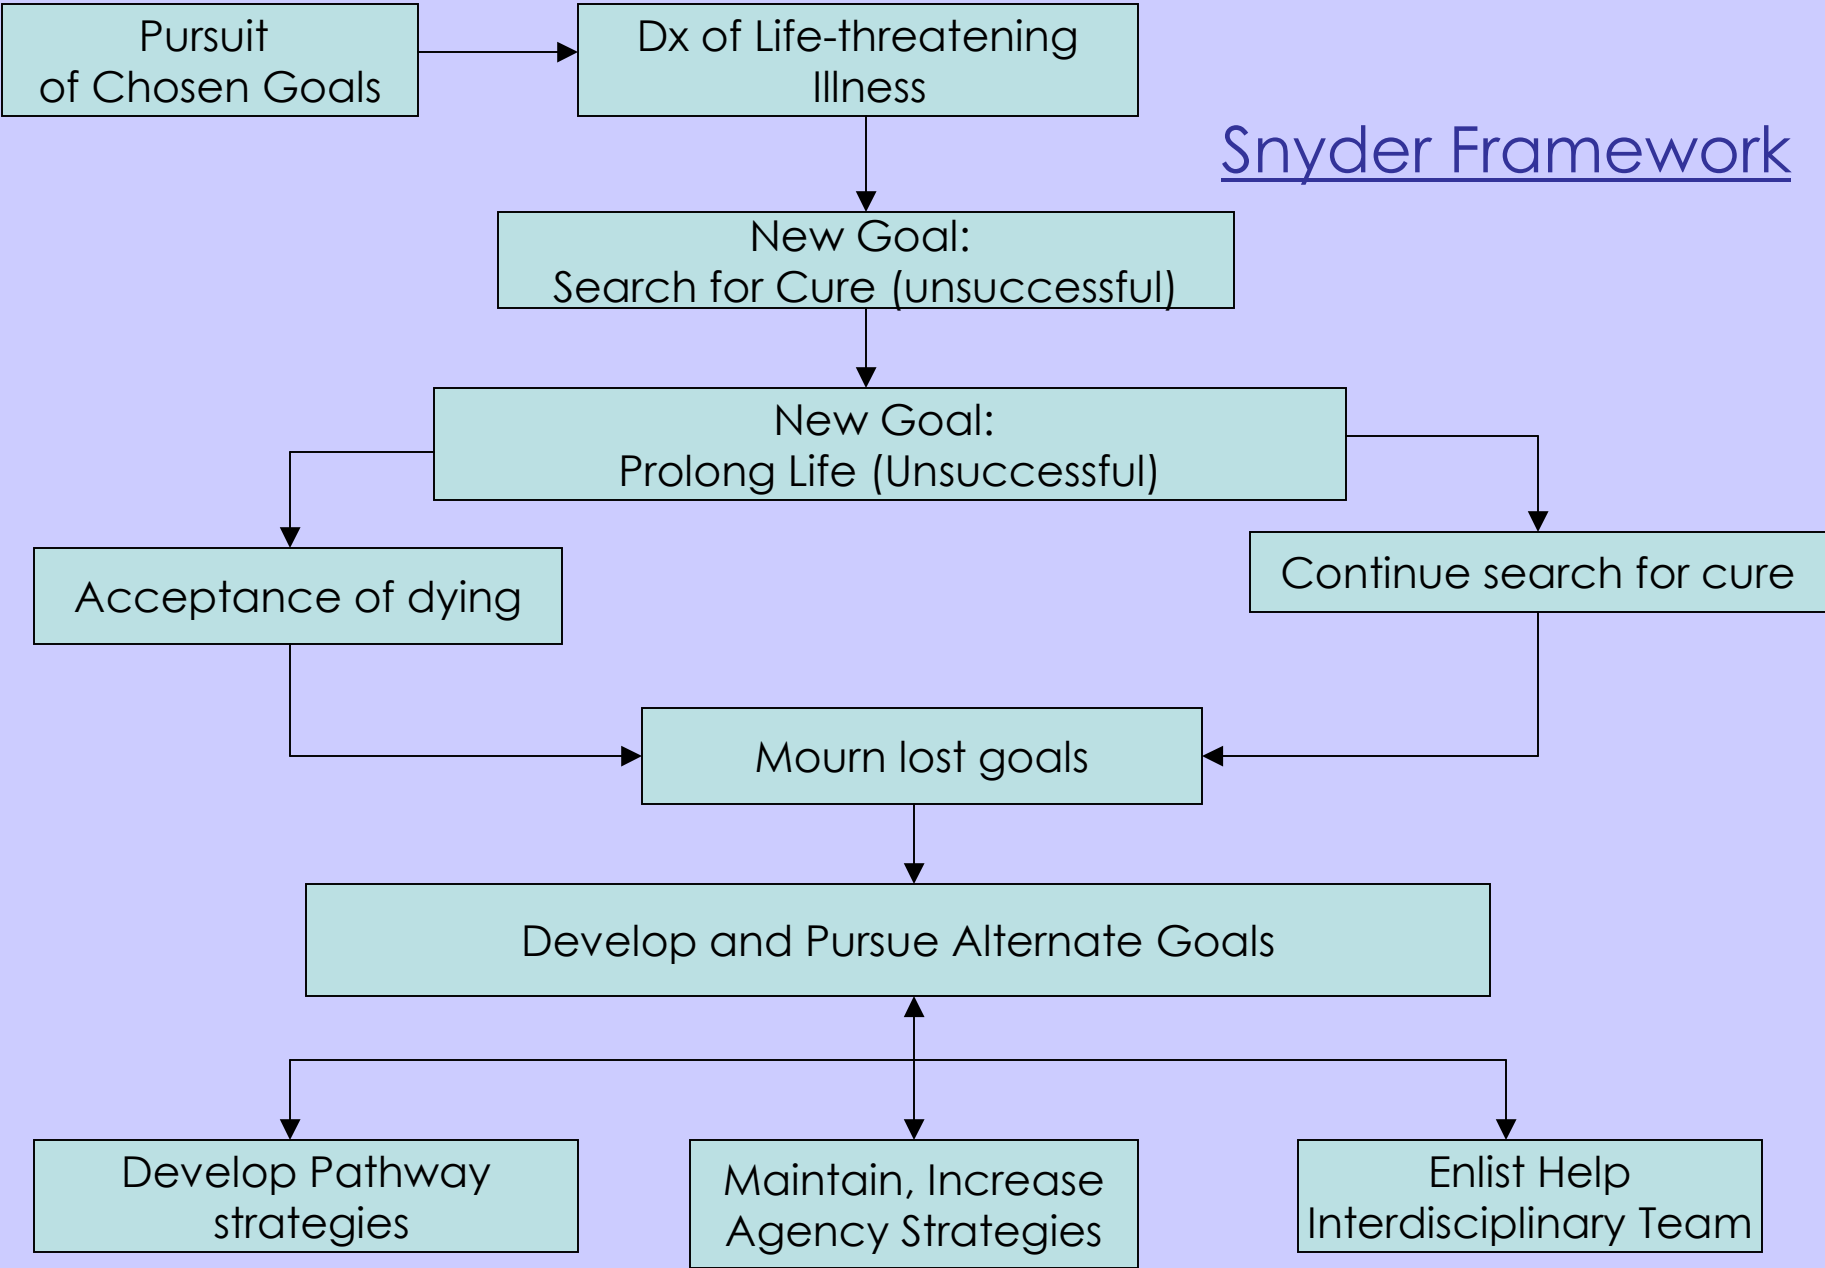 Pursuit
of Chosen Goals
Dx of Life-threatening
Illness
Snyder Framework
New Goal:
Search for Cure (unsuccessful)
New Goal:
Prolong Life (Unsuccessful)
Acceptance of dying
Continue search for cure
Mourn lost goals
Develop and Pursue Alternate Goals
Develop Pathway
strategies
Maintain, Increase
Agency Strategies
Enlist Help
Interdisciplinary Team